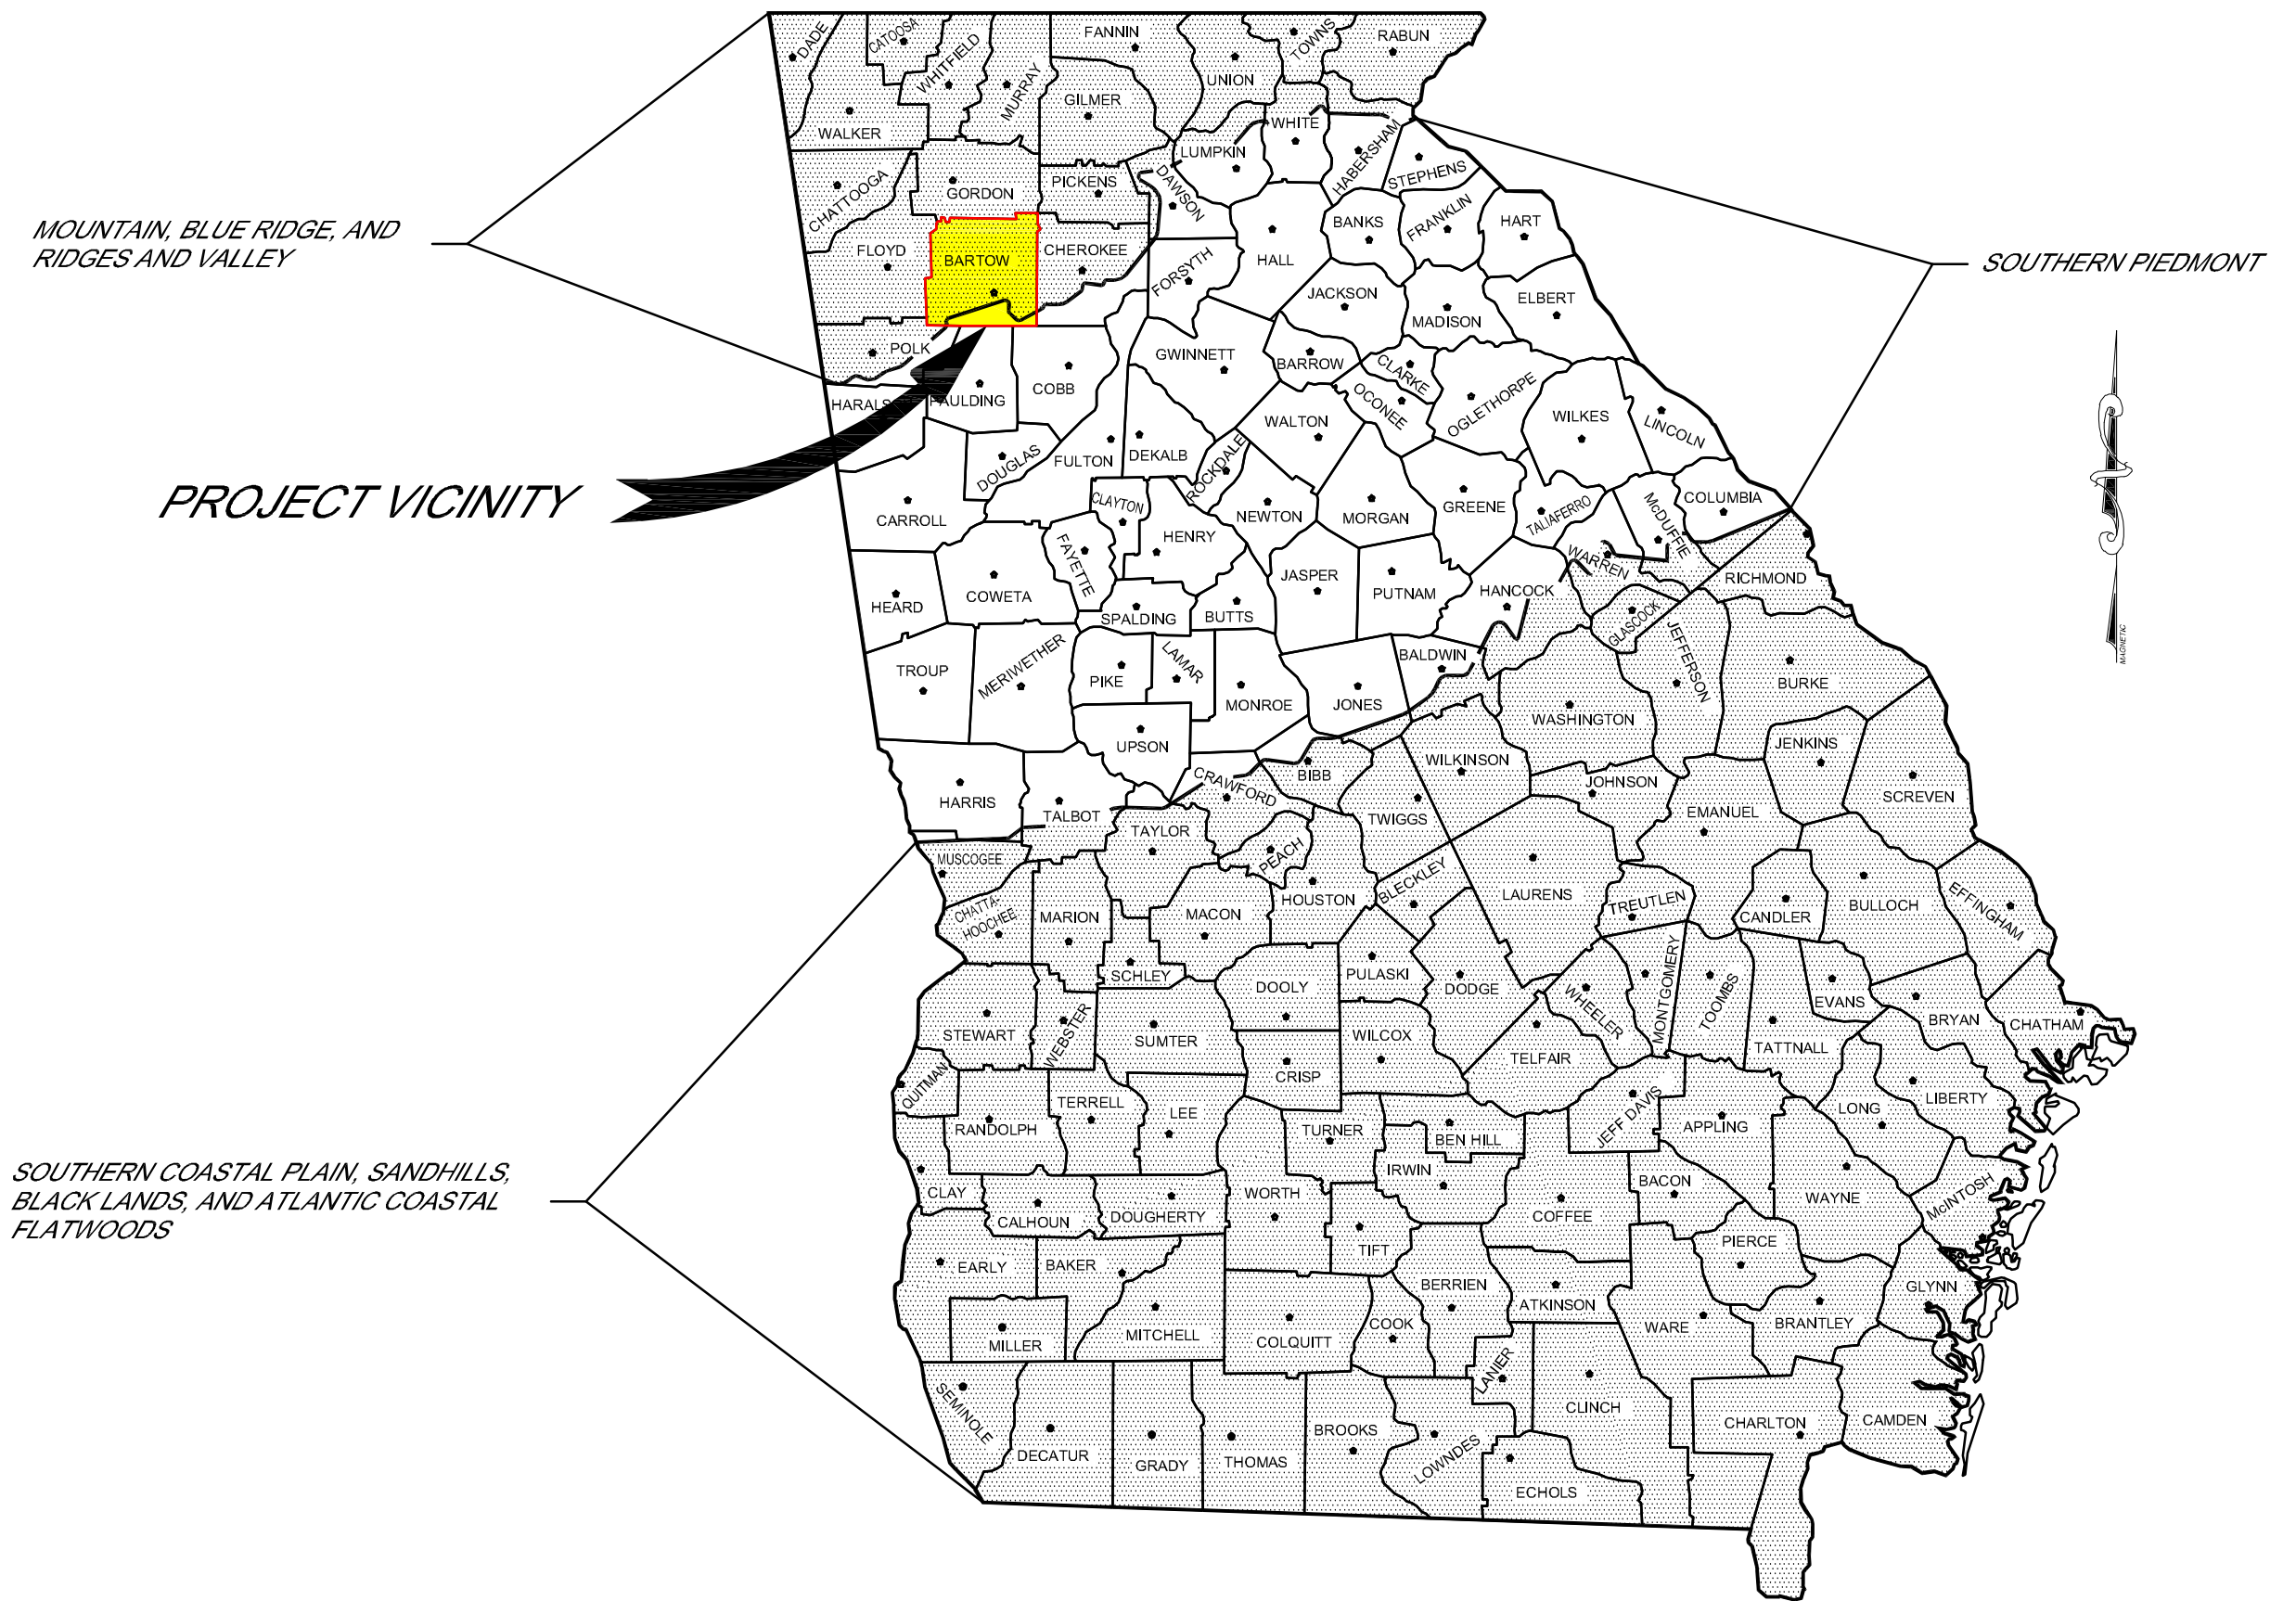 DADE
CATOOSA
WHITFIELD
MURRAY
FANNIN
UNION
TOWNS
RABUN
WALKER
GILMER
LUMPKIN
WHITE
HABERSHAM
STEPHENS
CHATTOOGA
GORDON
PICKENS
DAWSON
MOUNTAIN, BLUE RIDGE, AND
RIDGES AND VALLEY
FLOYD
BARTOW
CHEROKEE
FORSYTH
HALL
BANKS
FRANKLIN
HART
SOUTHERN PIEDMONT
JACKSON
MADISON
ELBERT
POLK
PAULDING
COBB
GWINNETT
BARROW
CLARKE
OCONEE
OGLETHORPE
WILKES
LINCOLN
HARALS
PROJECT VICINITY
DOUGLAS
FULTON
DEKALB
ROCKDALE
WALTON
CARROLL
CLAYTON
NEWTON
MORGAN
GREENE
TALIAFERRO
McDUFFIE
COLUMBIA
HEARD
COWETA
FAYETTE
HENRY
SPALDING
BUTTS
JASPER
PUTNAM
HANCOCK
WARREN
GLASCOCK
RICHMOND
MAGNETIC
TROUP
MERIWETHER
PIKE
LAMAR
MONROE
JONES
BALDWIN
WASHINGTON
JEFFERSON
BURKE
UPSON
HARRIS
TALBOT
CRAWFORD
BIBB
WILKINSON
JOHNSON
JENKINS
SCREVEN
TAYLOR
PEACH
TWIGGS
EMANUEL
MUSCOGEE
CHATTA-
HOOCHEE
MARION
MACON
HOUSTON
BLECKLEY
LAURENS
TREUTLEN
CANDLER
BULLOCH
EFFINGHAM
SCHLEY
DOOLY
PULASKI
DODGE
WHEELER
MONTGOMERY
TOOMBS
EVANS
BRYAN
CHATHAM
STEWART
WEBSTER
SUMTER
WILCOX
TELFAIR
TATTNALL
QUITMAN
CRISP
RANDOLPH
TERRELL
LEE
TURNER
BEN HILL
JEFF DAVIS
APPLING
LONG
LIBERTY
SOUTHERN COASTAL PLAIN, SANDHILLS,
BLACK LANDS, AND ATLANTIC COASTAL
FLATWOODS
CLAY
CALHOUN
DOUGHERTY
WORTH
IRWIN
COFFEE
BACON
WAYNE
McINTOSH
TIFT
EARLY
BAKER
BERRIEN
ATKINSON
PIERCE
GLYNN
MILLER
MITCHELL
COLQUITT
COOK
WARE
BRANTLEY
LANIER
SEMINOLE
DECATUR
GRADY
THOMAS
BROOKS
LOWNDES
CLINCH
CHARLTON
CAMDEN
ECHOLS